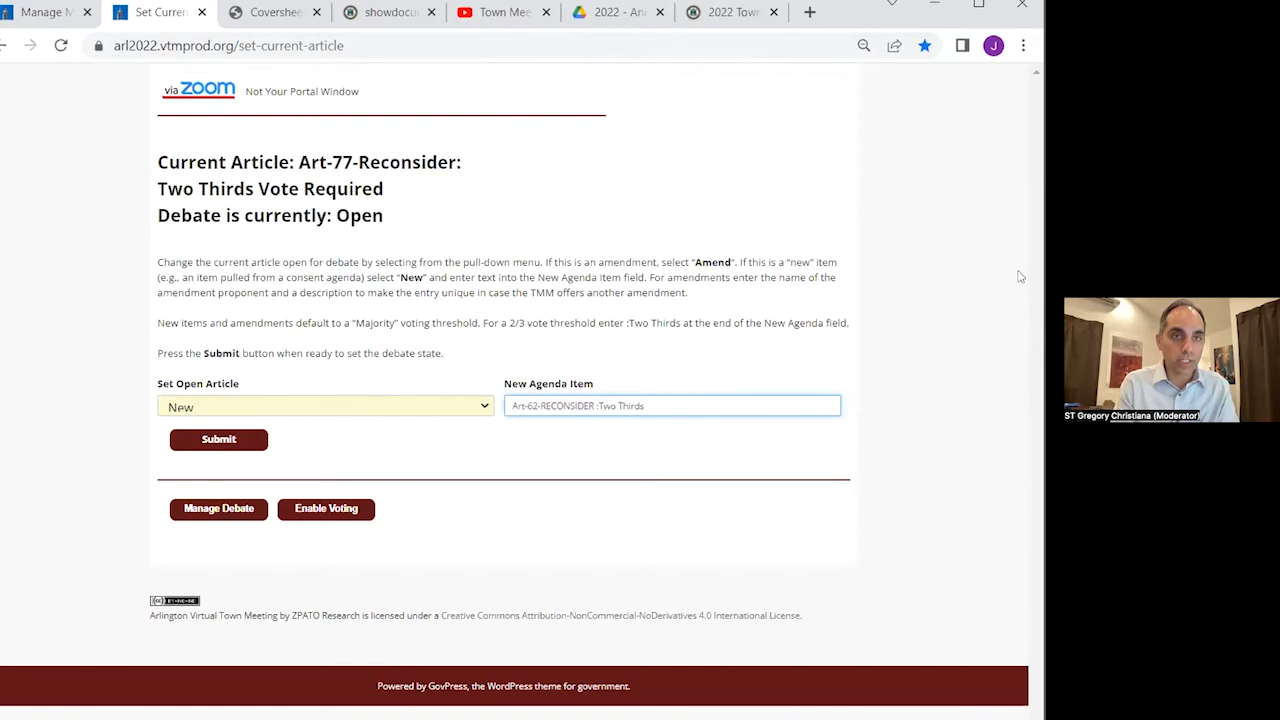 Manage M
Set Curren
Covershee
showdocu
Town Mee
2022 - An
2022 Town
arl2022.vtmprod.org/set-current-article
J
via zoom Not Your Portal Window
Current Article: Art-77-Reconsider:
Two Thirds Vote Required
Debate is currently: Open
Change the current article open for debate by selecting from the pull-down menu. If this is an amendment, select "Amend". If this is a "new" item
(e.g., an item pulled from a consent agenda) select "New" and enter text into the New Agenda Item field. For amendments enter the name of the
amendment proponent and a description to make the entry unique in case the TMM offers another amendment.
New items and amendments default to a "Majority" voting threshold. For a 2/3 vote threshold enter :Two Thirds at the end of the New Agenda field.
Press the Submit button when ready to set the debate state.
Set Open Article New Agenda Item
New Art-62-RECONSIDER :Two Thirds
Submit
ST Gregory Christiana (Moderator)
Manage Debate Enable Voting
Arlington Virtual Town Meeting by ZPATO Research is licensed under a Creative Commons Attribution-NonCommercial-NoDerivatives 4.0 International License.
Powered by GovPress, the WordPress theme for government.